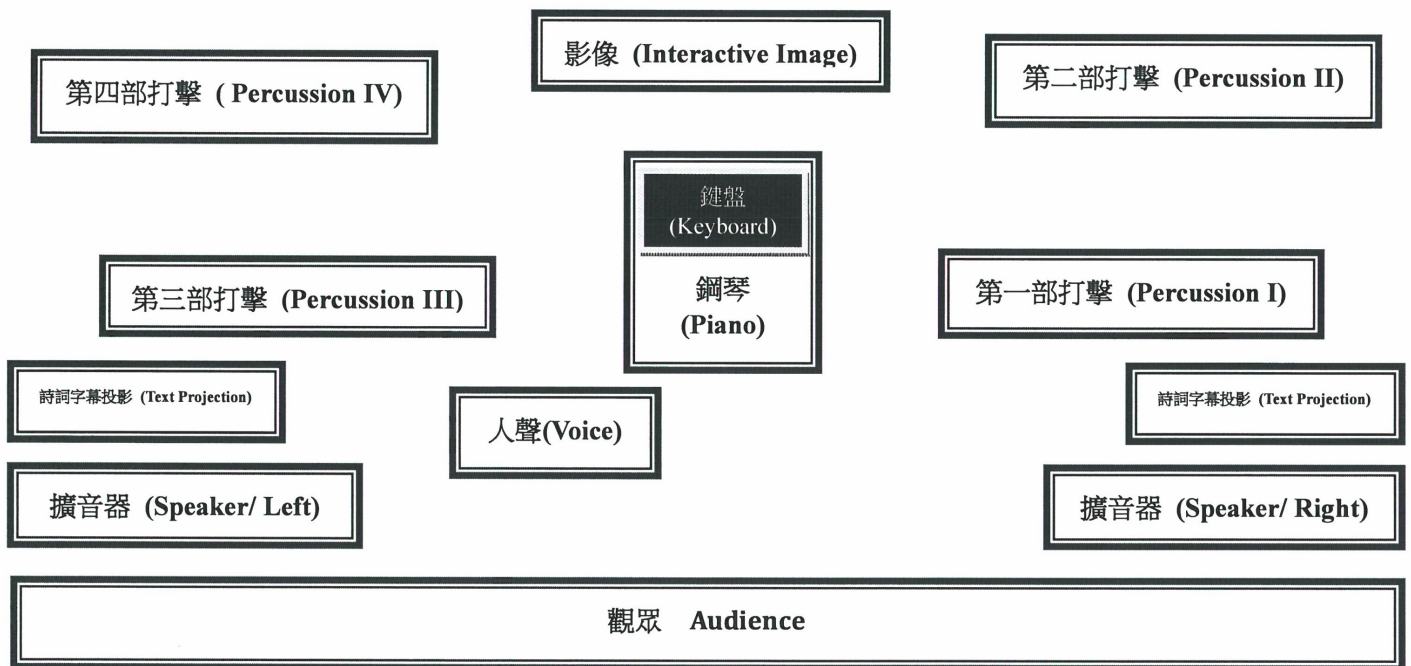 影像 (Interactive Image)
第四部打擊 ( Percussion IV)
第二部打擊 (Percussion II)
鍵盤
(Keyboard)
鋼琴
(Piano)
第三部打擊 (Percussion III)
第一部打擊 (Percussion I)
詩詞字幕投影 (Text Projection)
詩詞字幕投影 (Text Projection)
人聲(Voice)
擴音器 (Speaker/ Left)
擴音器 (Speaker/ Right)
觀眾 Audience